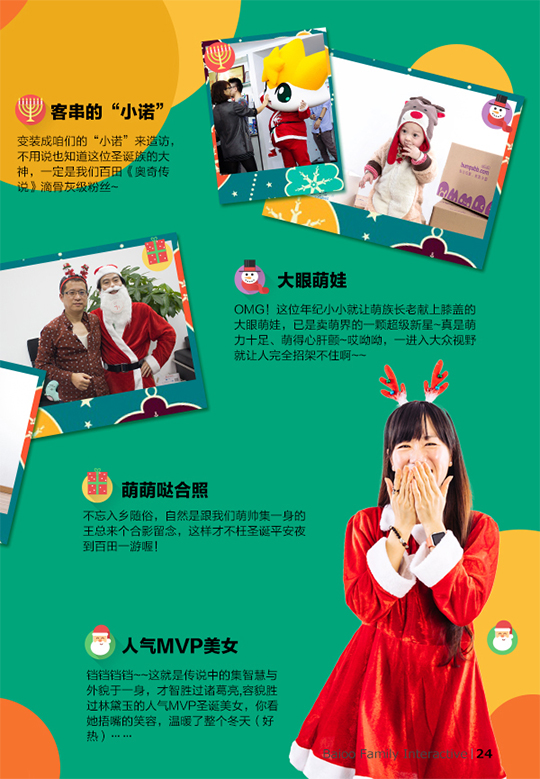 客串的“小诺”
变装成咱们的“小诺”来造访，
不用说也知道这位圣诞族的大
神，一定是我们百田《奥奇传
说》滴骨灰级粉丝~
大眼萌娃
OMG！这位年纪小小就让萌族长老献上膝盖的
大眼萌娃，已是卖萌界的一颗超级新星~真是萌
力十足、萌得心肝颤~哎呦呦，一进入大众视野
就让人完全招架不住啊~~
萌萌哒合照
不忘入乡随俗，自然是跟我们萌帅集一身的
王总来个合影留念，这样才不枉圣诞平安夜
到百田一游喔！
人气MVP美女
铛铛铛铛~~这就是传说中的集智慧与
外貌于一身，才智胜过诸葛亮,容貌胜
过林黛玉的人气MVP圣诞美女，你看
她捂嘴的笑容，温暖了整个冬天（好
热）……
Family Interactive | 24